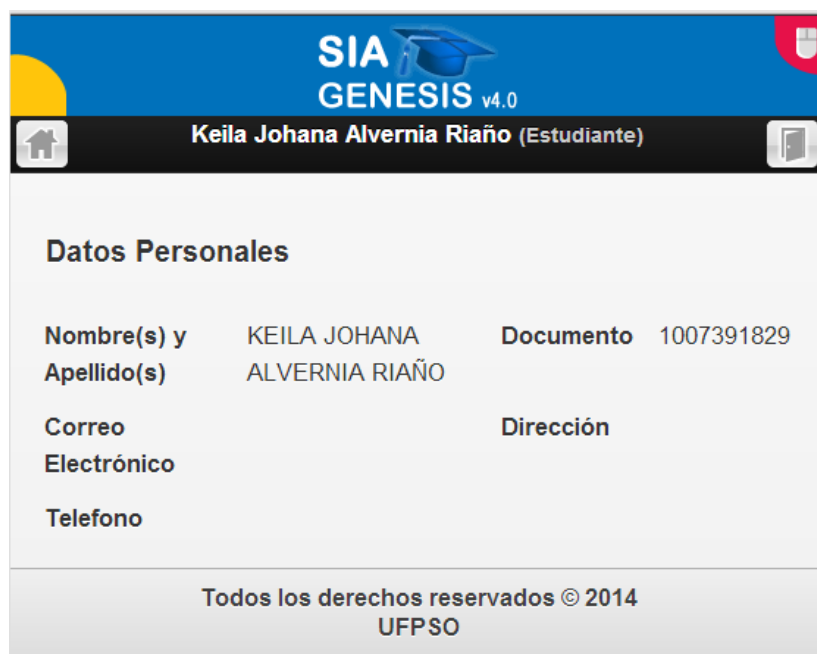 SIA
GENESIS v4.0
Keila Johana Alvernia Riaño (Estudiante)
Datos Personales
Nombre(s) y KEILA JOHANA Documento 1007391829
Apellido(s) ALVERNIA RIAÑO
Correo Dirección
Electrónico
Telefono
Todos los derechos reservados © 2014
UFPSO